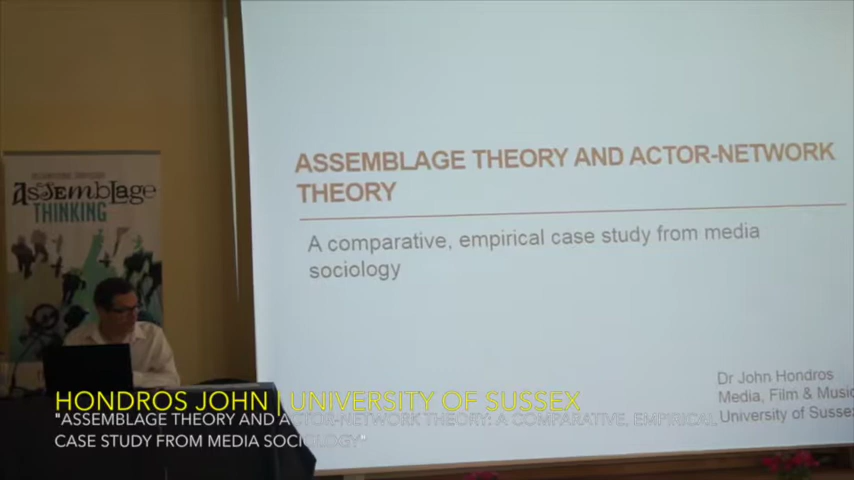 ASSEMBLAGE THEORY AND ACTOR-NETWORK
THEORY
A comparative, empirical case study from media
sociology
Dr John Hondros
Media, Film & Music
University of Sussex
AssEmblagE
THINKING
HONDROS JOHN | UNIVERSITY OF SUSSEX
"ASSEMBLAGE THEORY AND ACTOR-NETWORK THEORY: A COMPARATIVE, EMPIRICAL
CASE STUDY FROM MEDIA SOCIOLOGY"